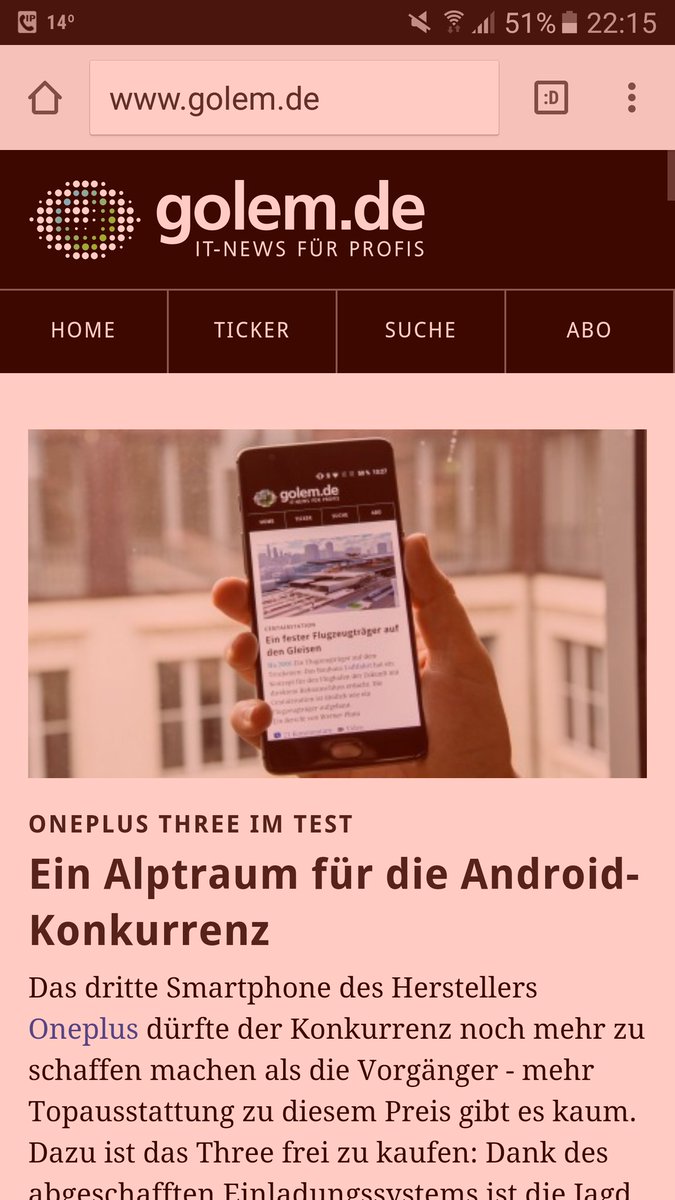 14°
51% 22:15
www.golem.de
:D
golem.de
IT-NEWS FÜR PROFIS
HOME TICKER SUCHE ABO
golem.de
IT-NEWS FÜR PROFIS
HOME TICKER SUCHE ABO
Ein fester Flugzeugträger auf
den Gleisen
ONEPLUS THREE IM TEST
Ein Alptraum für die Android-
Konkurrenz
Das dritte Smartphone des Herstellers
Oneplus dürfte der Konkurrenz noch mehr zu
schaffen machen als die Vorgänger - mehr
Topausstattung zu diesem Preis gibt es kaum.
Dazu ist das Three frei zu kaufen: Dank des
abgeschafften Einladungssystems ist die Jagd